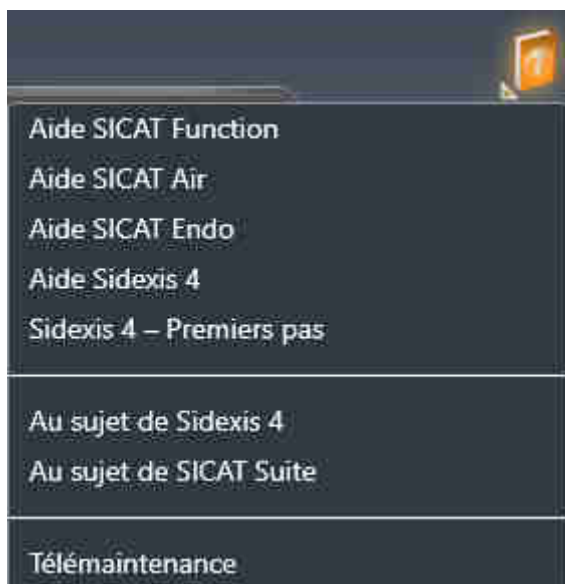 Aide SICAT Function
Aide SICAT Air
Aide SICAT Endo
Aide Sidexis 4
Sidexis 4 – Premiers pas
Au sujet de Sidexis 4
Au sujet de SICAT Suite
Télémaintenance